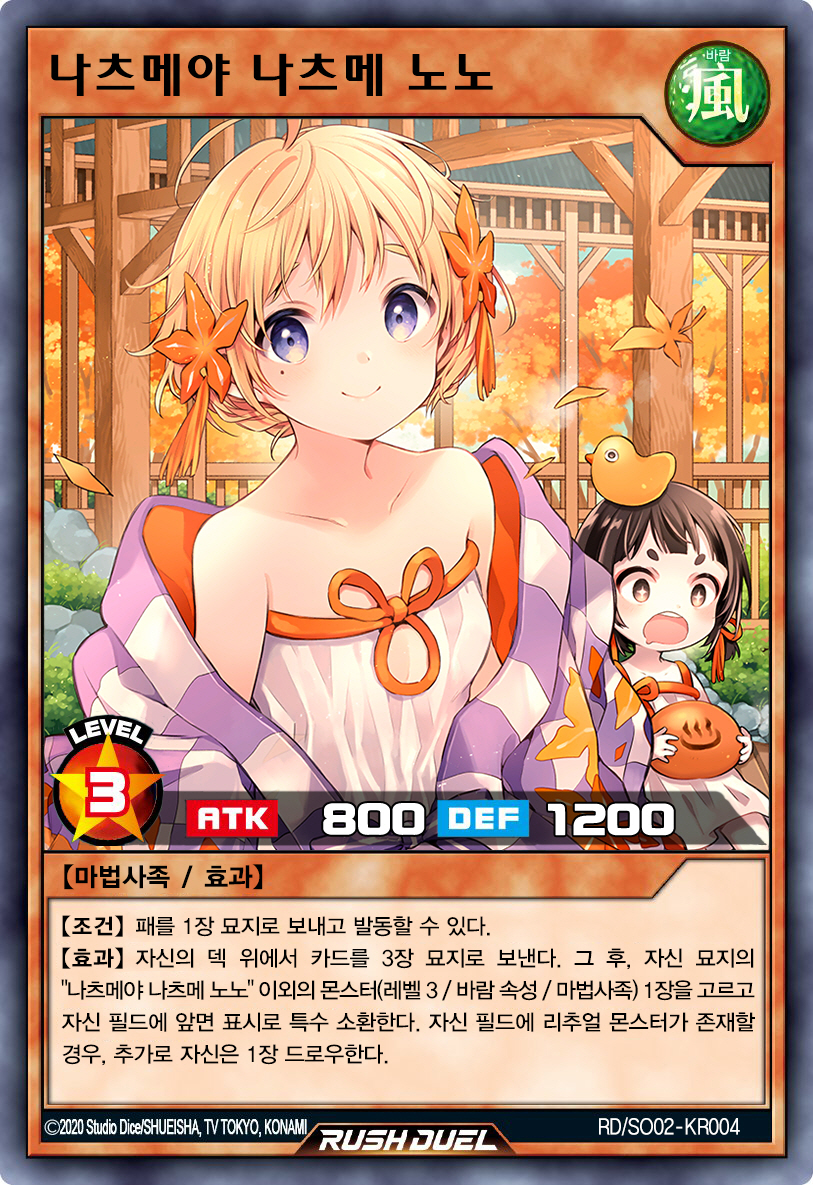 나츠메야 나츠메 노노
바람
瘋
LEVEL
3
ATK 800 DEF 1200
【마법사족 / 효과】
【조건】 패를 1장 묘지로 보내고 발동할 수 있다.
【효과】 자신의 덱 위에서 카드를 3장 묘지로 보낸다. 그 후, 자신 묘지의
"나츠메야 나츠메 노노" 이외의 몬스터(레벨 3 / 바람 속성 / 마법사족) 1장을 고르고
자신 필드에 앞면 표시로 특수 소환한다. 자신 필드에 리추얼 몬스터가 존재할
경우, 추가로 자신은 1장 드로우한다.
©2020 Studio Dice/SHUEISHA, TV TOKYO, KONAMI
RUSH DUEL
RD/SO02-KR004